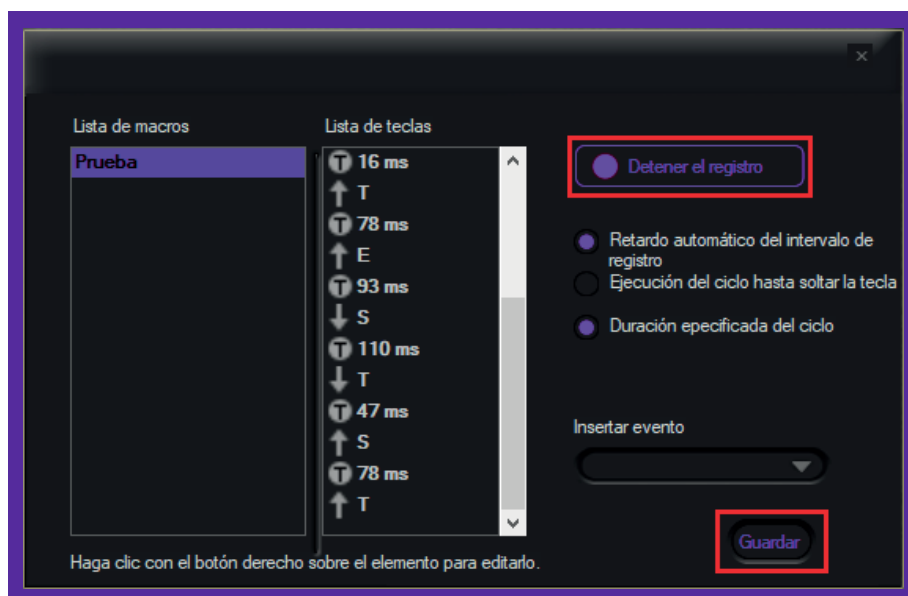 Lista de macros
Lista de teclas
Prueba
T 16 ms
T
T 78 ms
E
T 93 ms
S
T 110 ms
T
T 47 ms
S
T 78 ms
T
Detener el registro
Retardo automático del intervalo de
registro
Ejecución del ciclo hasta soltar la tecla
Duración epecificada del ciclo
Insertar evento
Guardar
Haga clic con el botón derecho sobre el elemento para editarlo.